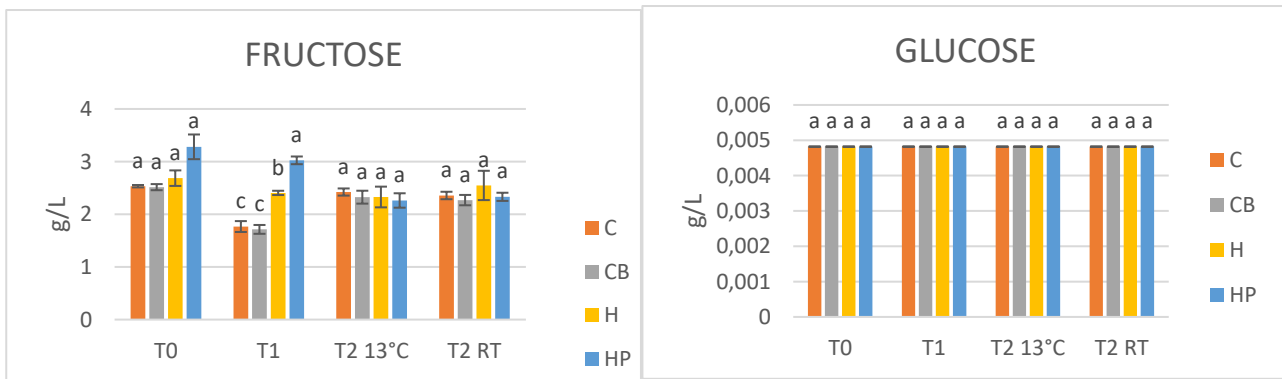 FRUCTOSE
4
3
2
1
0
g/L
a a a a
c c b a
a a a a
a a a a
T0 T1 T2 13°C T2 RT
C
CB
H
HP
GLUCOSE
0,006
0,005
0,004
0,003
0,002
0,001
0
g/L
a a a a
a a a a
a a a a
a a a a
T0 T1 T2 13°C T2 RT
C
CB
H
HP